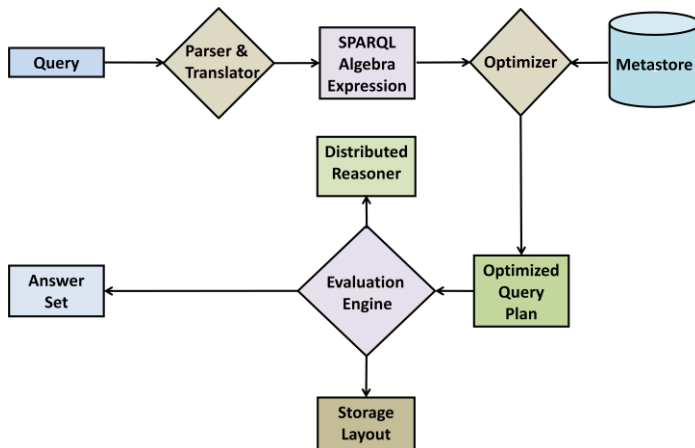 Query
Parser &
Translator
SPARQL
Algebra
Expression
Optimizer
Metastore
Distributed
Reasoner
Answer
Set
Evaluation
Engine
Optimized
Query
Plan
Storage
Layout